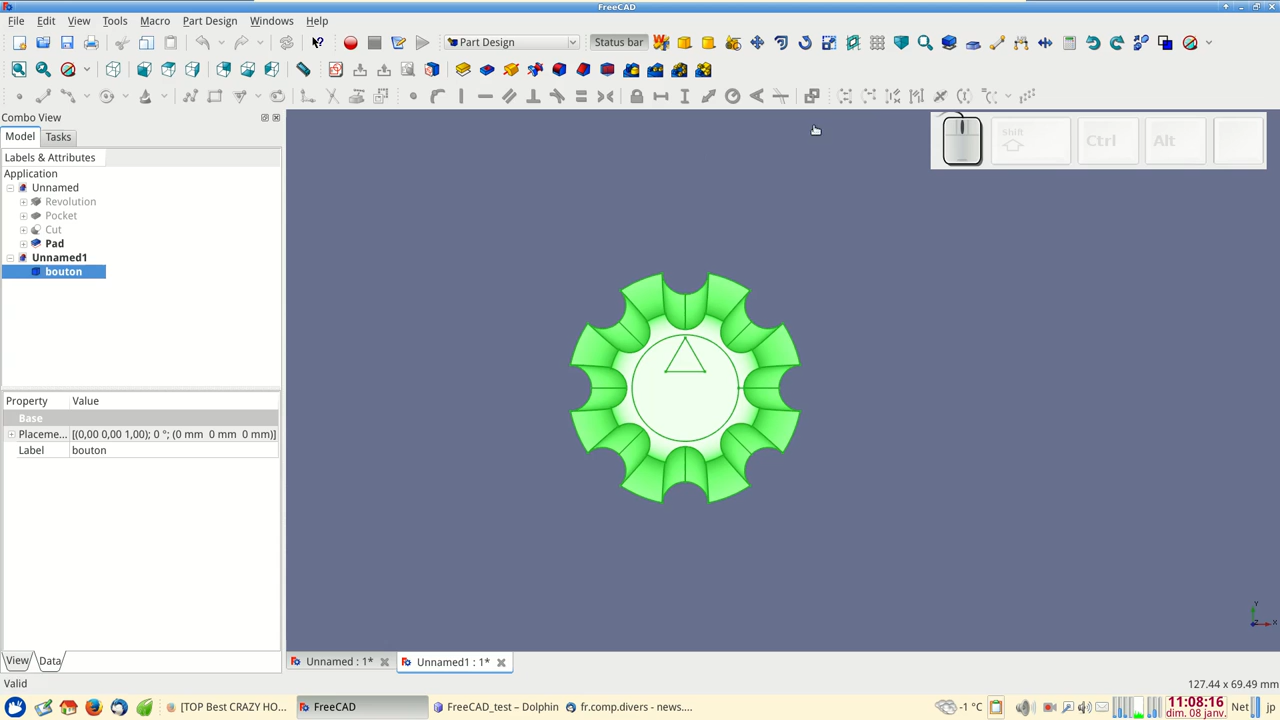 FreeCAD
File Edit View Tools Macro Part Design Windows Help
Part Design Status bar
Combo View
Model Tasks
Labels & Attributes
Application
Unnamed
Revolution
Pocket
Cut
Pad
Unnamed1
bouton
Shift Ctrl Alt
Property Value
Base
Placeme... [(0,00 0,00 1,00); 0 °; (0 mm 0 mm 0 mm)]
Label bouton
Y
X
View Data
Unnamed : 1* Unnamed1 : 1*
Valid 127.44 x 69.49 mm
[TOP Best CRAZY HO... FreeCAD FreeCAD_test – Dolphin fr.comp.divers - news.... -1 °C 11:08:16 Net jp
dim. 08 janv.